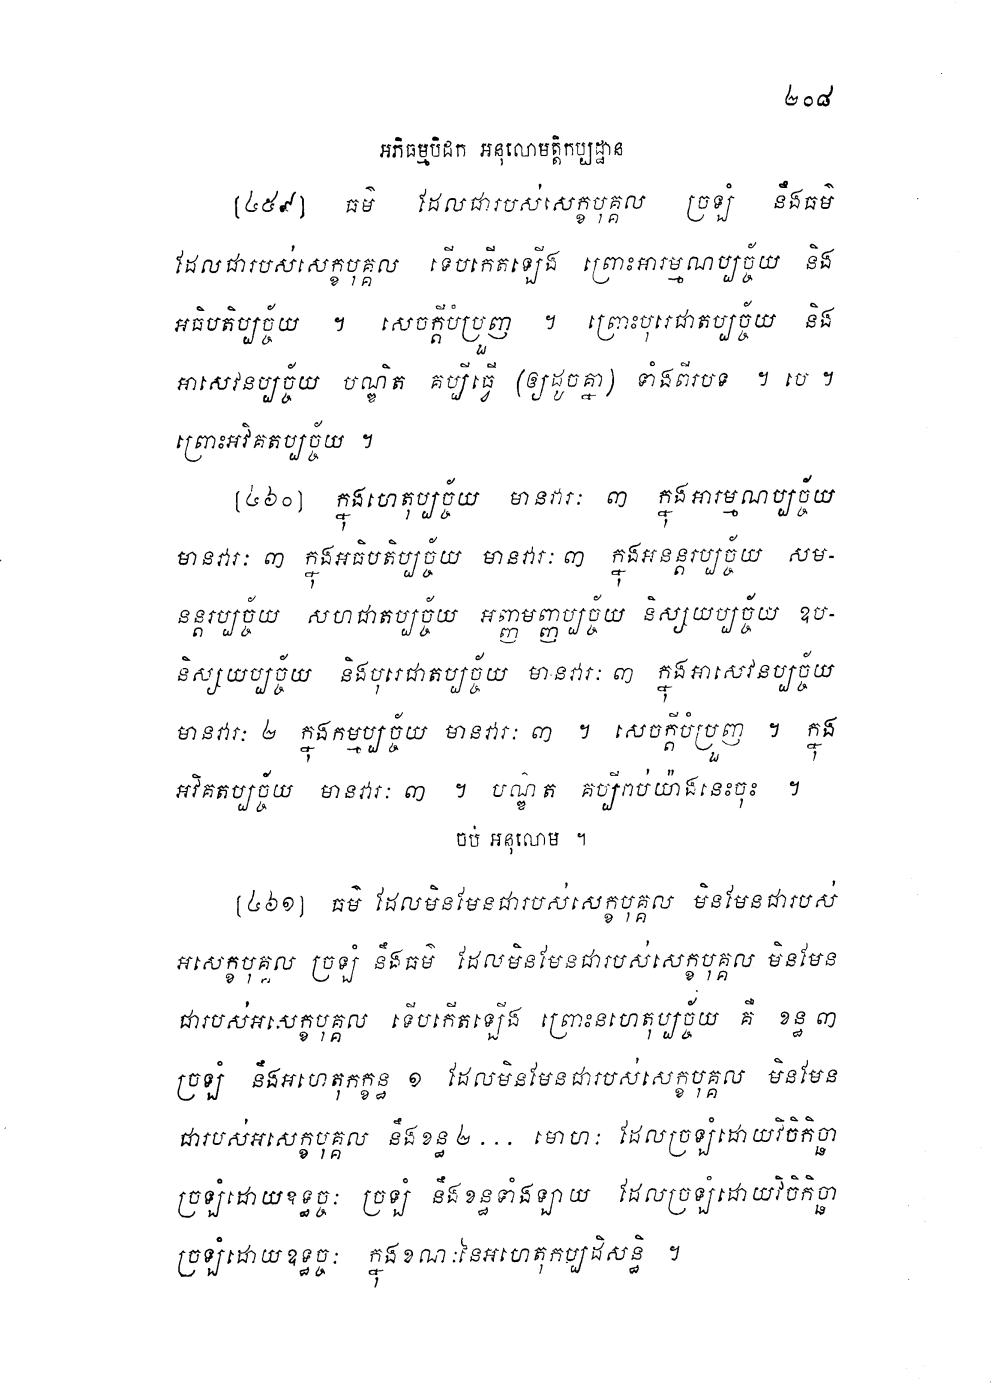 ២០៨
អភិធម្មបិដក អនុលោមត្តិកប្បដ្ឋាន
[៤៥៩] ធម៌ ដែលជារបស់សេក្ខបុគ្គល ច្រឡំ នឹងធម៌
ដែលជារបស់សេក្ខបុគ្គល ទើបកើតឡើង ព្រោះអារម្មណប្បច្ច័យ និង
អធិបតិប្បច្ច័យ ។ សេចក្តីបំប្រួញ ។ ព្រោះបុរេជាតប្បច្ច័យ និង
អាសេវនប្បច្ច័យ បណ្ឌិត គប្បីធ្វើ (ឲ្យដូចគ្នា) ទាំងពីរបទ ។ បេ ។
ព្រោះអវិគតប្បច្ច័យ ។
[៤៦០] ក្នុងហេតុប្បច្ច័យ មានវារៈ ៣ ក្នុងអារម្មណប្បច្ច័យ
មានវារៈ ៣ ក្នុងអធិបតិប្បច្ច័យ មានវារៈ ៣ ក្នុងអនន្តរប្បច្ច័យ សម-
នន្តរប្បច្ច័យ សហជាតប្បច្ច័យ អញ្ញមញ្ញប្បច្ច័យ និស្សយប្បច្ច័យ ឧប-
និស្សយប្បច្ច័យ និងបុរេជាតប្បច្ច័យ មានវារៈ ៣ ក្នុងអាសេវនប្បច្ច័យ
មានវារៈ ២ ក្នុងកម្មប្បច្ច័យ មានវារៈ ៣ ។ សេចក្តីបំប្រួញ ។ ក្នុង
អវិគតប្បច្ច័យ មានវារៈ ៣ ។ បណ្ឌិត គប្បីរាប់យ៉ាងនេះចុះ ។
ចប់ អនុលោម ។
[៤៦១] ធម៌ ដែលមិនមែនជារបស់សេក្ខបុគ្គល មិនមែនជារបស់
អសេក្ខបុគ្គល ច្រឡំ នឹងធម៌ ដែលមិនមែនជារបស់សេក្ខបុគ្គល មិនមែន
ជារបស់អសេក្ខបុគ្គល ទើបកើតឡើង ព្រោះនហេតុប្បច្ច័យ គឺ ខន្ធ ៣
ច្រឡំ នឹងអហេតុកក្ខន្ធ ១ ដែលមិនមែនជារបស់សេក្ខបុគ្គល មិនមែន
ជារបស់អសេក្ខបុគ្គល នឹងខន្ធ ២ ... មោហៈ ដែលច្រឡំដោយវិចិកិច្ឆា
ច្រឡំដោយឧទ្ធច្ចៈ ច្រឡំ នឹងខន្ធទាំងឡាយ ដែលច្រឡំដោយវិចិកិច្ឆា
ច្រឡំដោយឧទ្ធច្ចៈ ក្នុងខណៈនៃអហេតុកប្បដិសន្ធិ ។